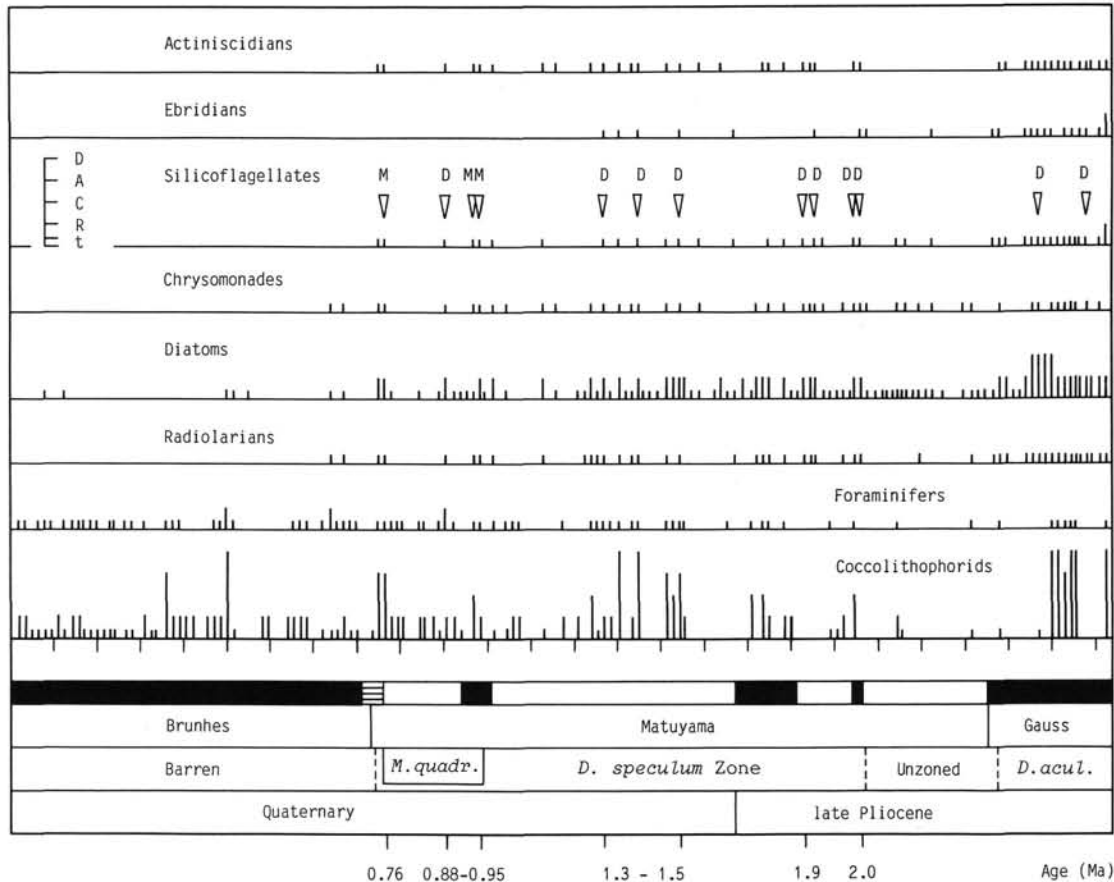 Actiniscidians
Ebridians
D
A
C
R
t
Silicoflagellates
M D MM D D D D D D D D D
Chrysomonades
Diatoms
Radiolarians
Foraminifers
Coccolithophorids
Brunhes Matuyama Gauss
Barren M.quadr. D. speculum Zone Unzoned D.acul.
Quaternary late Pliocene
0.76 0.88-0.95 1.3 - 1.5 1.9 2.0 Age (Ma)